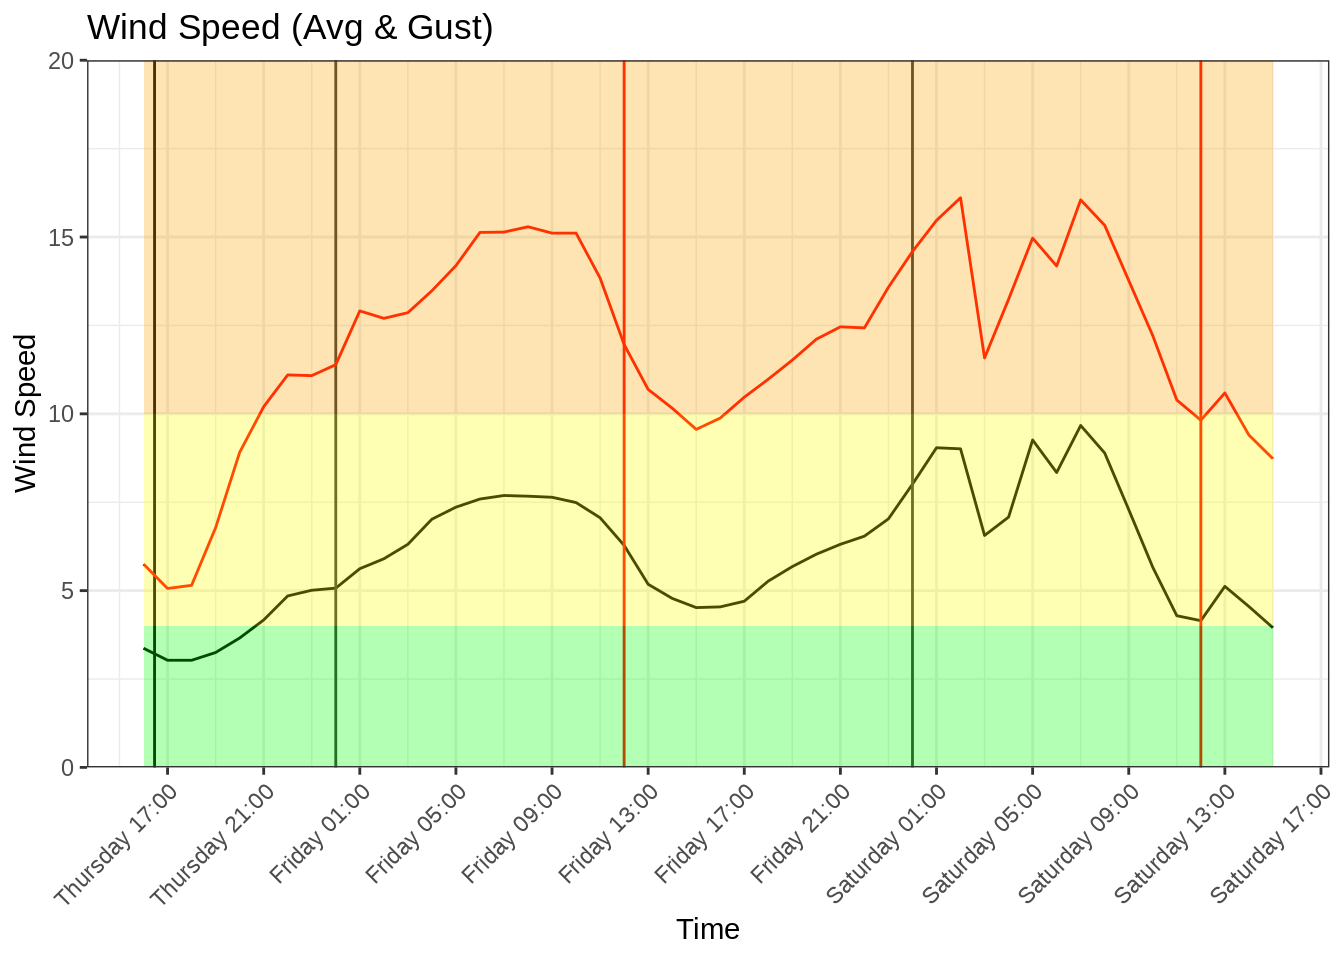 Wind Speed (Avg & Gust)
20
15
10
5
0
Wind Speed
Thursday 17:00
Thursday 21:00
Friday 01:00
Friday 05:00
Friday 09:00
Friday 13:00
Friday 17:00
Friday 21:00
Saturday 01:00
Saturday 05:00
Saturday 09:00
Saturday 13:00
Saturday 17:00
Time